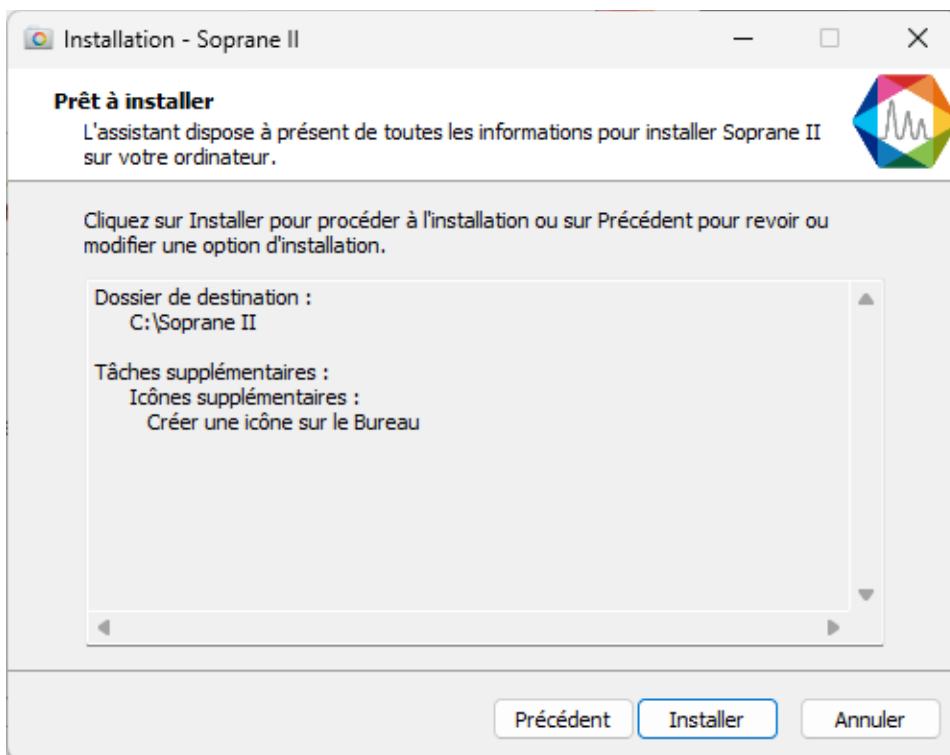 Installation - Soprane II
Prêt à installer
L'assistant dispose à présent de toutes les informations pour installer Soprane II
sur votre ordinateur.
Cliquez sur Installer pour procéder à l'installation ou sur Précédent pour revoir ou
modifier une option d'installation.
Dossier de destination :
C:\Soprane II
Tâches supplémentaires :
Icônes supplémentaires :
Créer une icône sur le Bureau
Précédent
Installer
Annuler